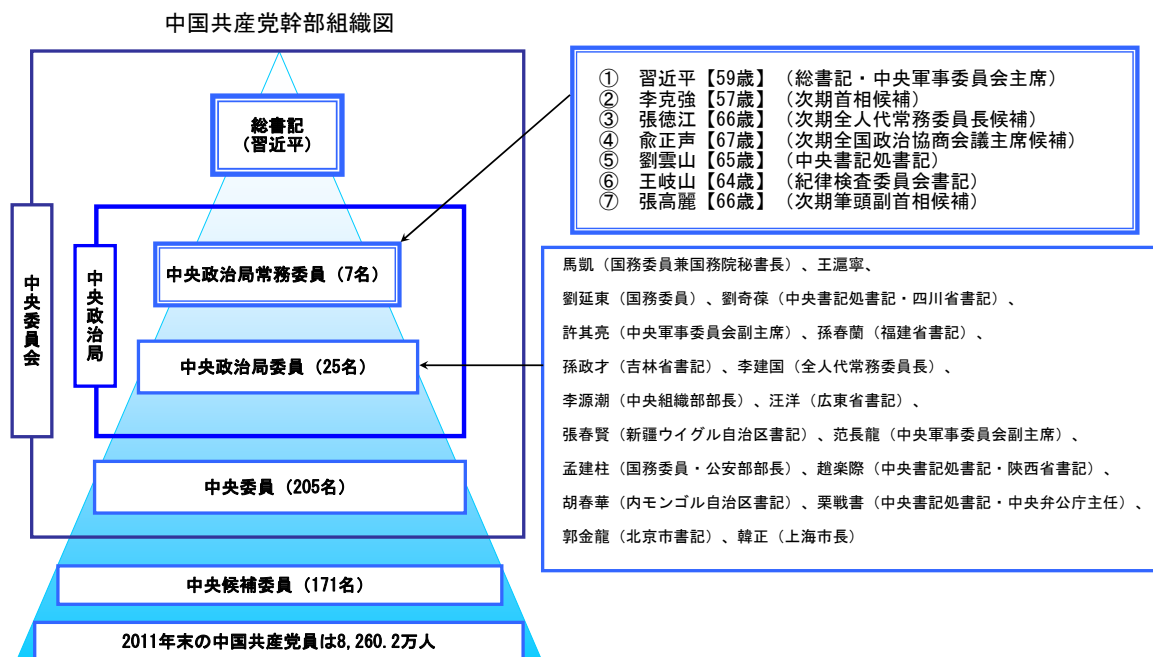 中国共産党幹部組織図
総書記
（習近平）
中央委員会
中央政治局
中央政治局常務委員（7名）
中央政治局委員（25名）
中央委員（205名）
中央候補委員（171名）
2011年末の中国共産党員は8,260.2万人
① 習近平【59歳】（総書記・中央軍事委員会主席）
② 李克強【57歳】（次期首相候補）
③ 張徳江【66歳】（次期全人代常務委員長候補）
④ 兪正声【67歳】（次期全国政治協商会議主席候補）
⑤ 劉雲山【65歳】（中央書記処書記）
⑥ 王岐山【64歳】（紀律検査委員会書記）
⑦ 張高麗【66歳】（次期筆頭副首相候補）
馬凱（国務委員兼国務院秘書長）、王滬寧、
劉延東（国務委員）、劉奇葆（中央書記処書記・四川省書記）、
許其亮（中央軍事委員会副主席）、孫春蘭（福建省書記）、
孫政才（吉林省書記）、李建国（全人代常務委員長）、
李源潮（中央組織部部長）、汪洋（広東省書記）、
張春賢（新疆ウイグル自治区書記）、范長龍（中央軍事委員会副主席）、
孟建柱（国務委員・公安部部長）、趙楽際（中央書記処書記・陝西省書記）、
胡春華（内モンゴル自治区書記）、栗戦書（中央書記処書記・中央弁公庁主任）、
郭金龍（北京市書記）、韓正（上海市長）